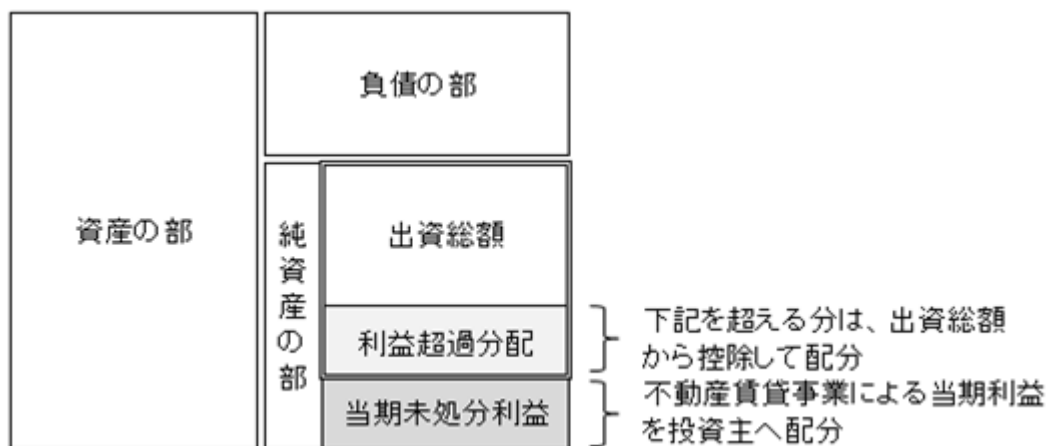 資産の部
負債の部
純資産の部
出資総額
利益超過分配
当期未処分利益
下記を超える分は、出資総額
から控除して配分
不動産賃貸事業による当期利益
を投資主へ配分